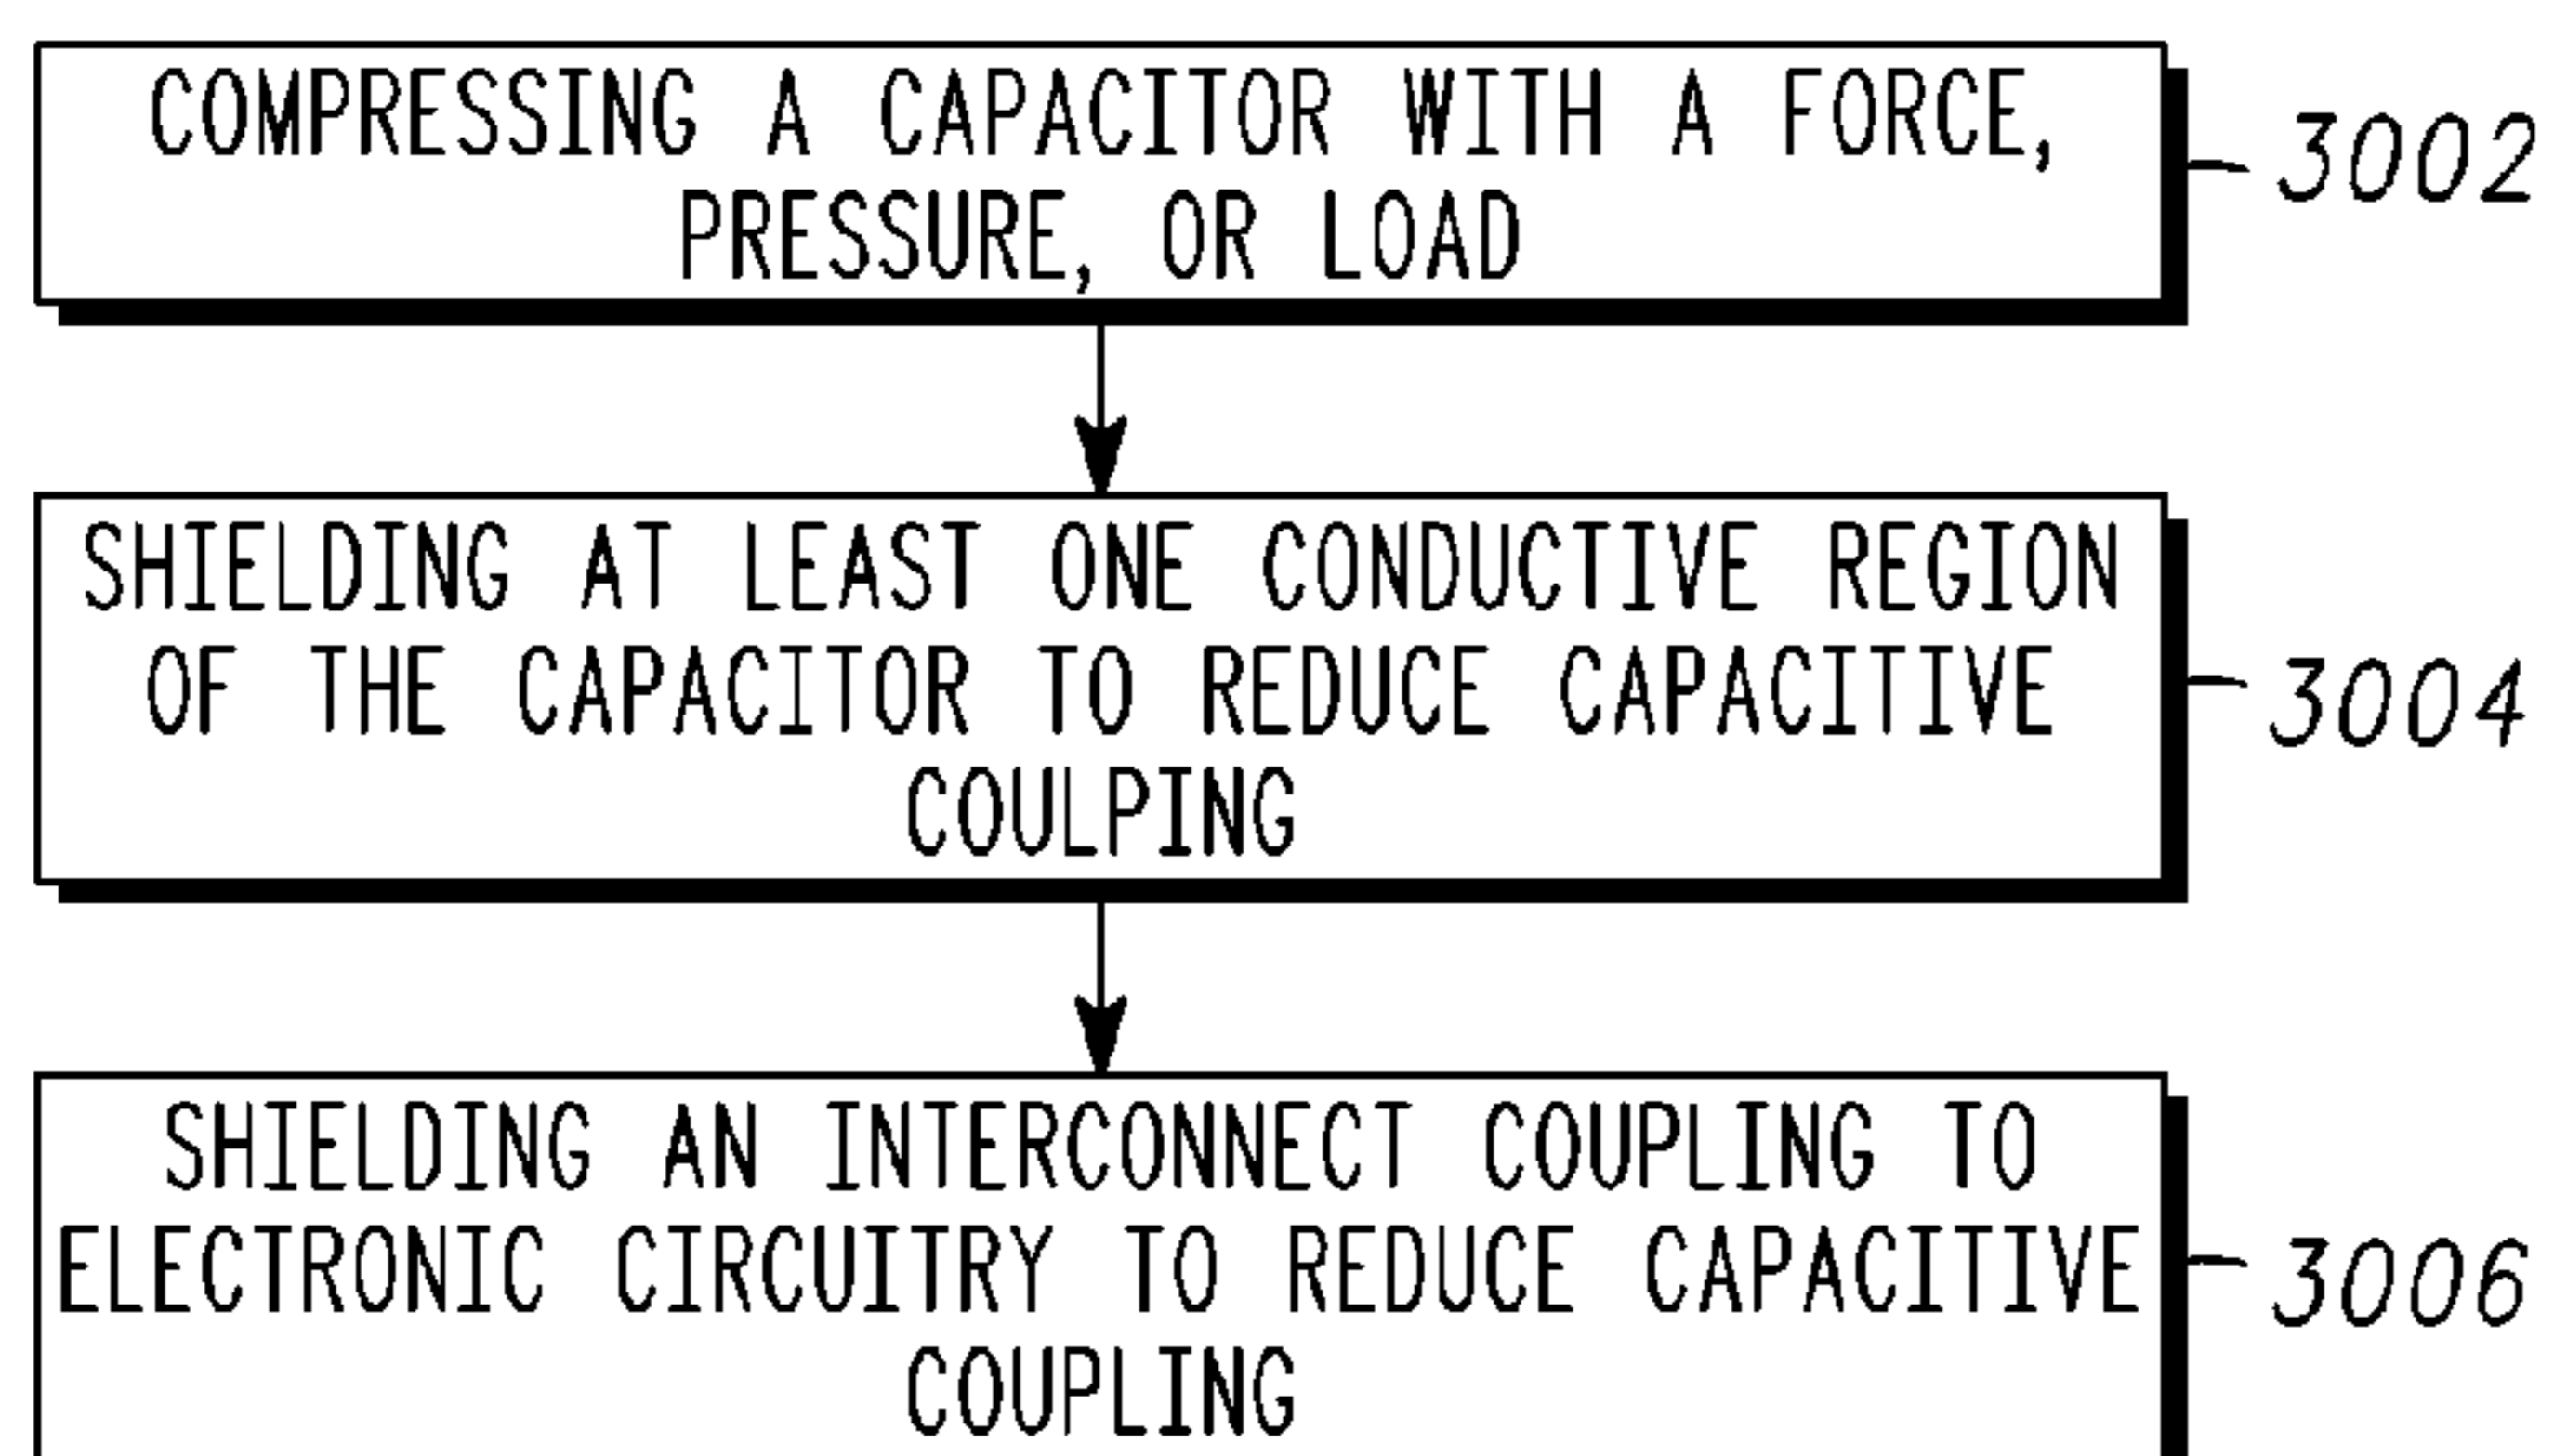 COMPRESSING A CAPACITOR WITH A FORCE,
PRESSURE, OR LOAD
3002
SHIELDING AT LEAST ONE CONDUCTIVE REGION
OF THE CAPACITOR TO REDUCE CAPACITIVE
COULPING
3004
SHIELDING AN INTERCONNECT COUPLING TO
ELECTRONIC CIRCUITRY TO REDUCE CAPACITIVE
COUPLING
3006